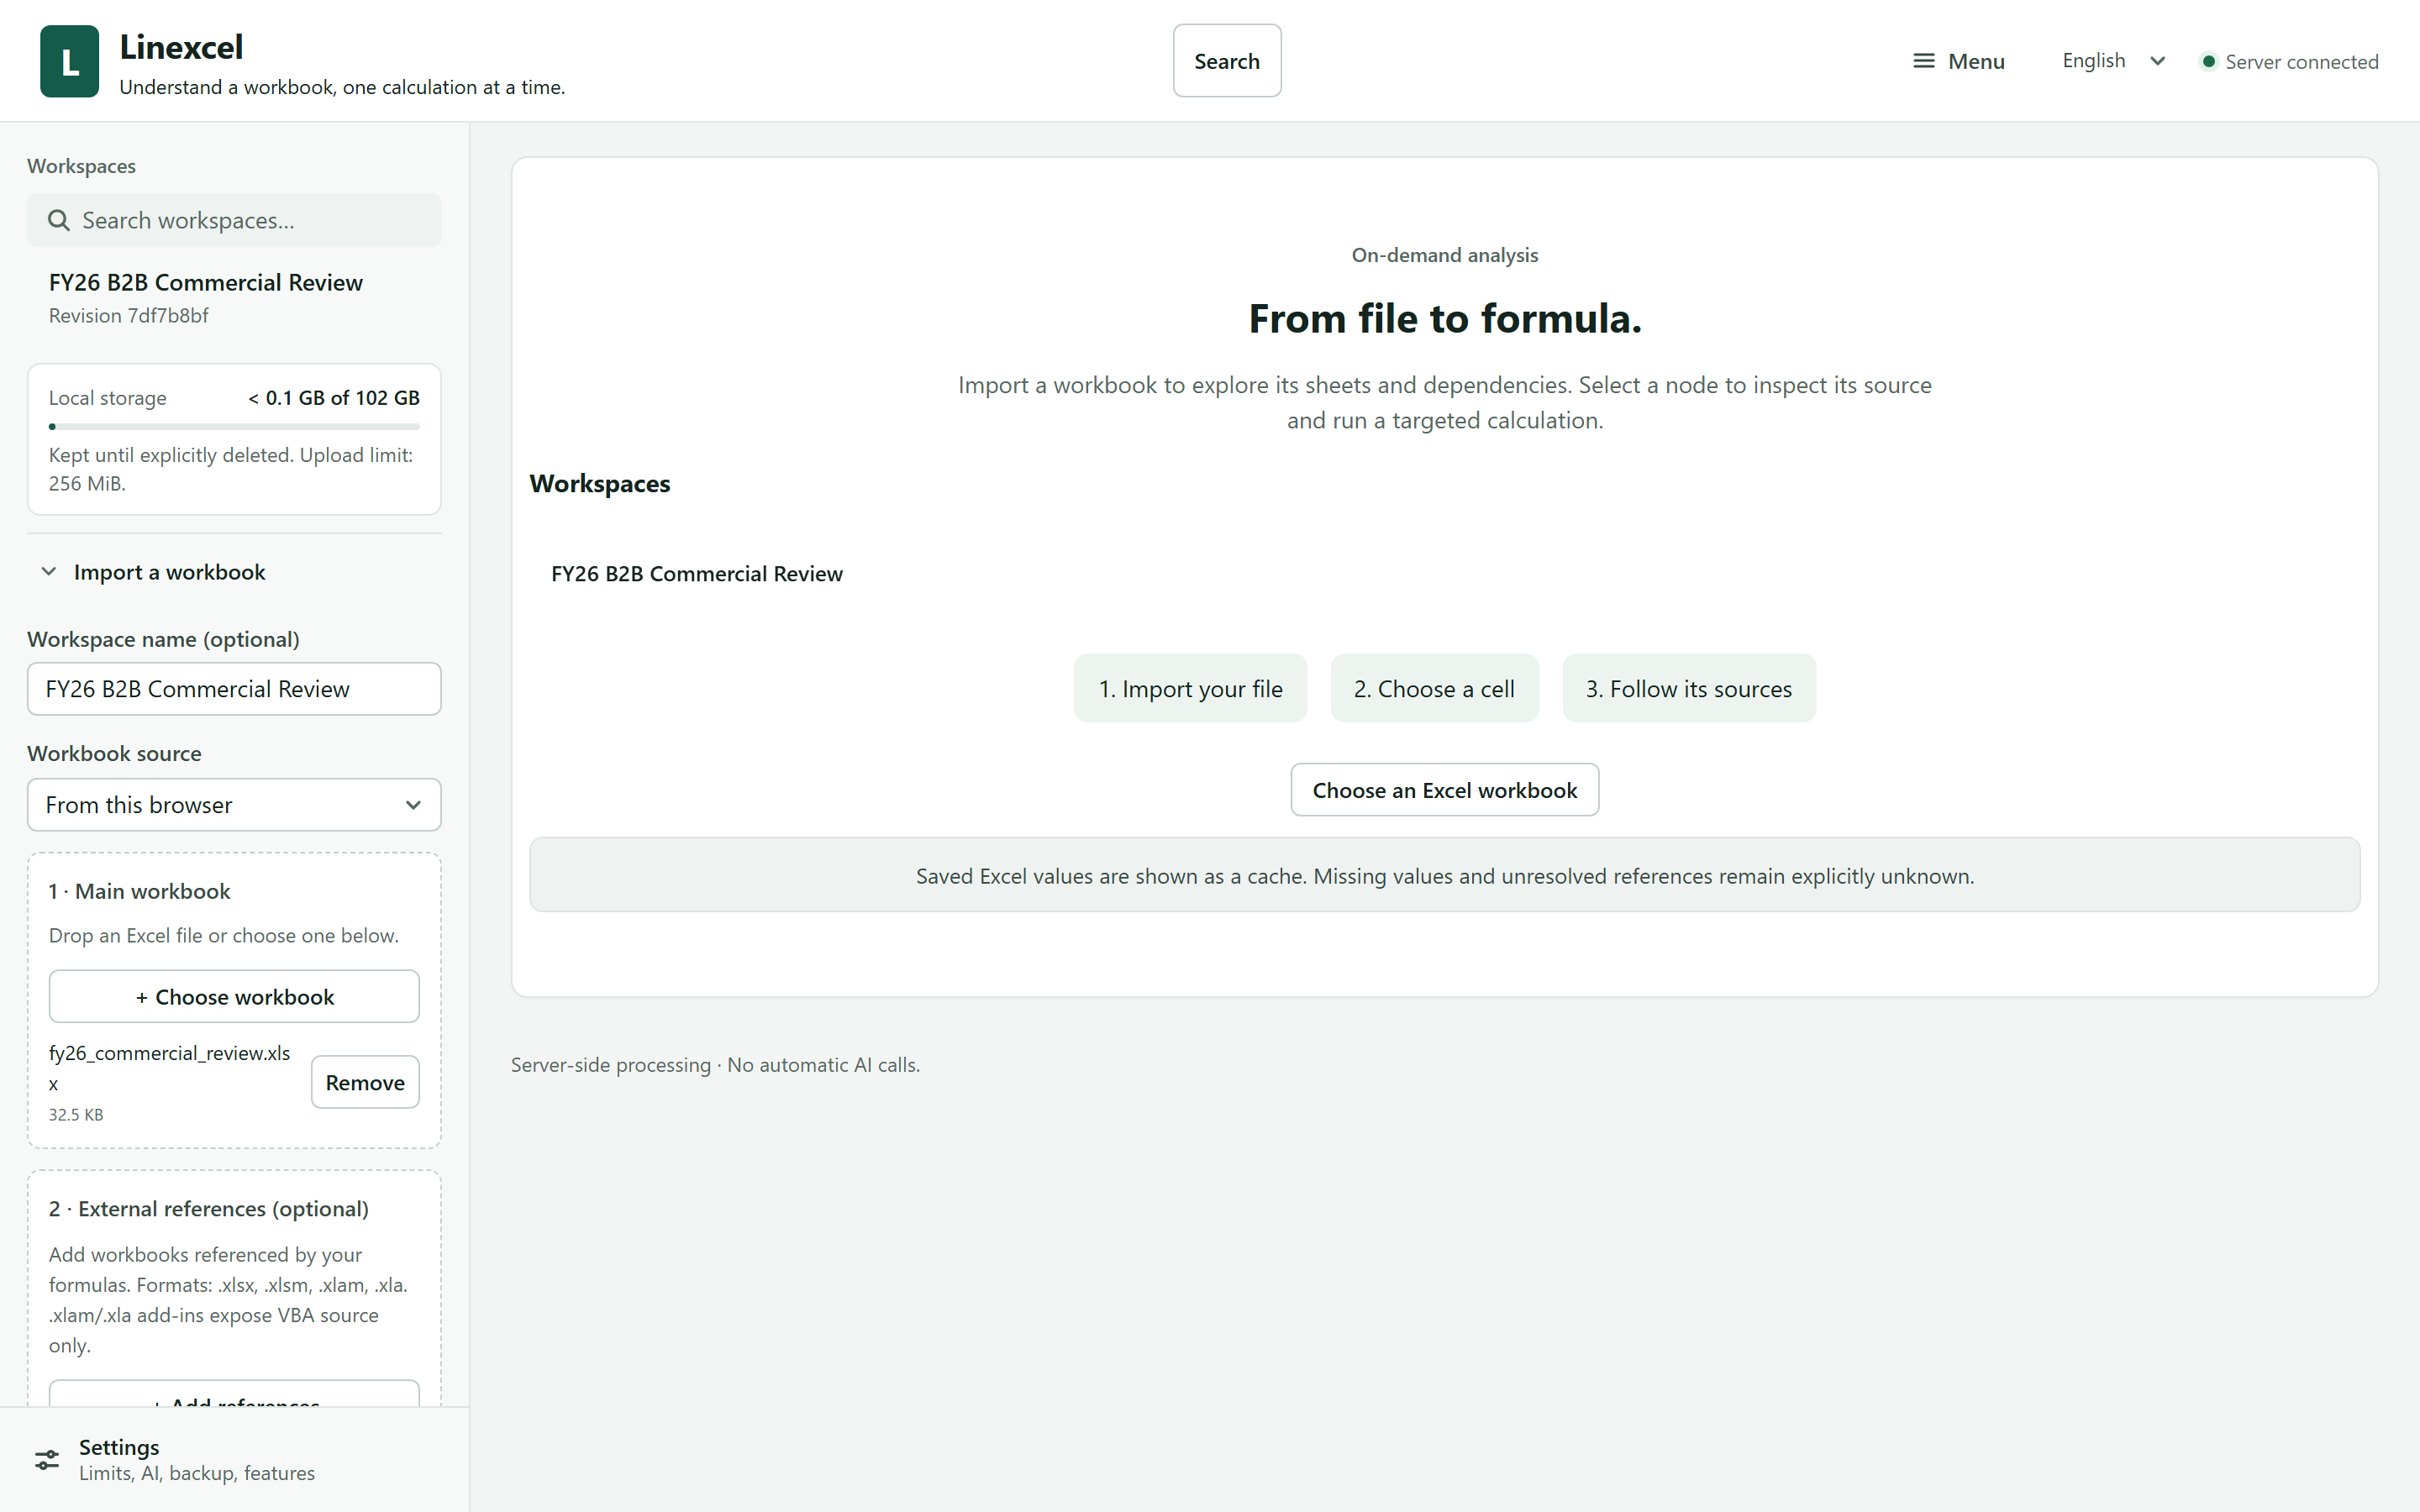 L
Linexcel
Understand a workbook, one calculation at a time.
Search
Menu
English
Server connected
Workspaces
Search workspaces...
FY26 B2B Commercial Review
Revision 7df7b8bf
Local storage
< 0.1 GB of 102 GB
Kept until explicitly deleted. Upload limit:
256 MiB.
Import a workbook
Workspace name (optional)
FY26 B2B Commercial Review
Workbook source
From this browser
1 · Main workbook
Drop an Excel file or choose one below.
+ Choose workbook
fy26_commercial_review.xls
x
32.5 KB
Remove
2 · External references (optional)
Add workbooks referenced by your
formulas. Formats: .xlsx, .xlsm, .xlam, .xla.
.xlam/.xla add-ins expose VBA source
only.
+ Add references
Settings
Limits, AI, backup, features
On-demand analysis
From file to formula.
Import a workbook to explore its sheets and dependencies. Select a node to inspect its source
and run a targeted calculation.
Workspaces
FY26 B2B Commercial Review
1. Import your file
2. Choose a cell
3. Follow its sources
Choose an Excel workbook
Saved Excel values are shown as a cache. Missing values and unresolved references remain explicitly unknown.
Server-side processing · No automatic AI calls.